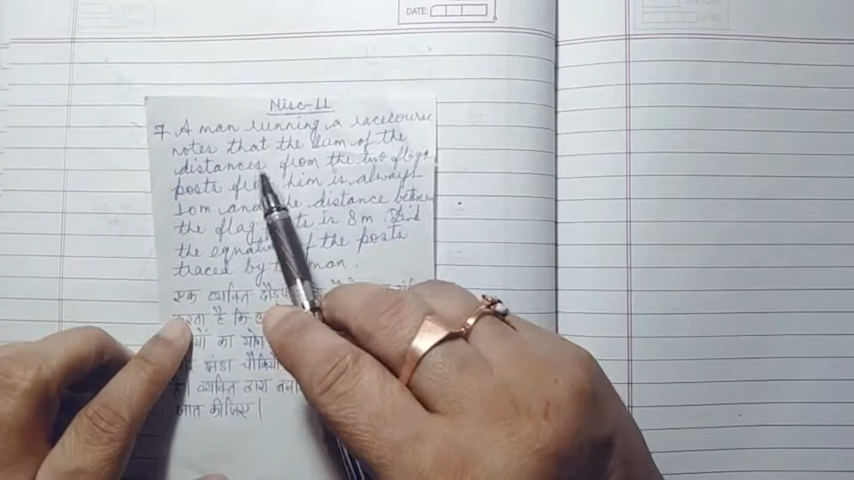 DATE:
Misc-11
7. A man running a racecourse
notes that the sum of the
distances from the two flag
posts from him is always
10m and the distance between
the flag posts is 8m. Find
the equation of the posts
traced by the man.
एक व्यक्ति
करता है कि
का योग
झंडा चौकियों
व्यक्ति द्वारा
ज्ञात कीजिए।